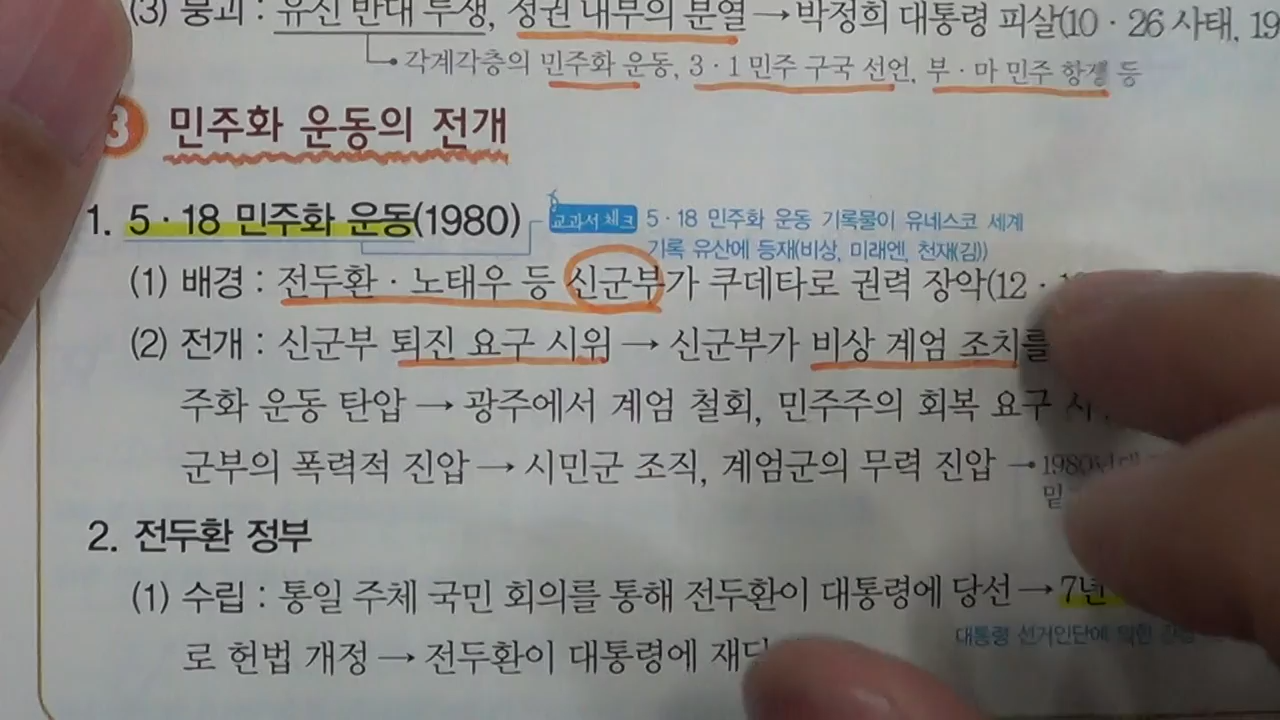 (3) 붕괴 : 유신 반대 투쟁, 정권 내부의 분열 → 박정희 대통령 피살(10 · 26 사태, 19
각계각층의 민주화 운동, 3 · 1 민주 구국 선언, 부 · 마 민주 항쟁 등
3 민주화 운동의 전개
1. 5 · 18 민주화 운동(1980)
교과서 체크 5 · 18 민주화 운동 기록물이 유네스코 세계
기록 유산에 등재(비상, 미래엔, 천재(김))
(1) 배경 : 전두환 · 노태우 등 신군부가 쿠데타로 권력 장악(12 ·
(2) 전개 : 신군부 퇴진 요구 시위 → 신군부가 비상 계엄 조치를
주화 운동 탄압 → 광주에서 계엄 철회, 민주주의 회복 요구
군부의 폭력적 진압 → 시민군 조직, 계엄군의 무력 진압 → 1980년대
밑
2. 전두환 정부
(1) 수립 : 통일 주체 국민 회의를 통해 전두환이 대통령에 당선 → 7년
대통령 선거인단에 의한
로 헌법 개정 → 전두환이 대통령에